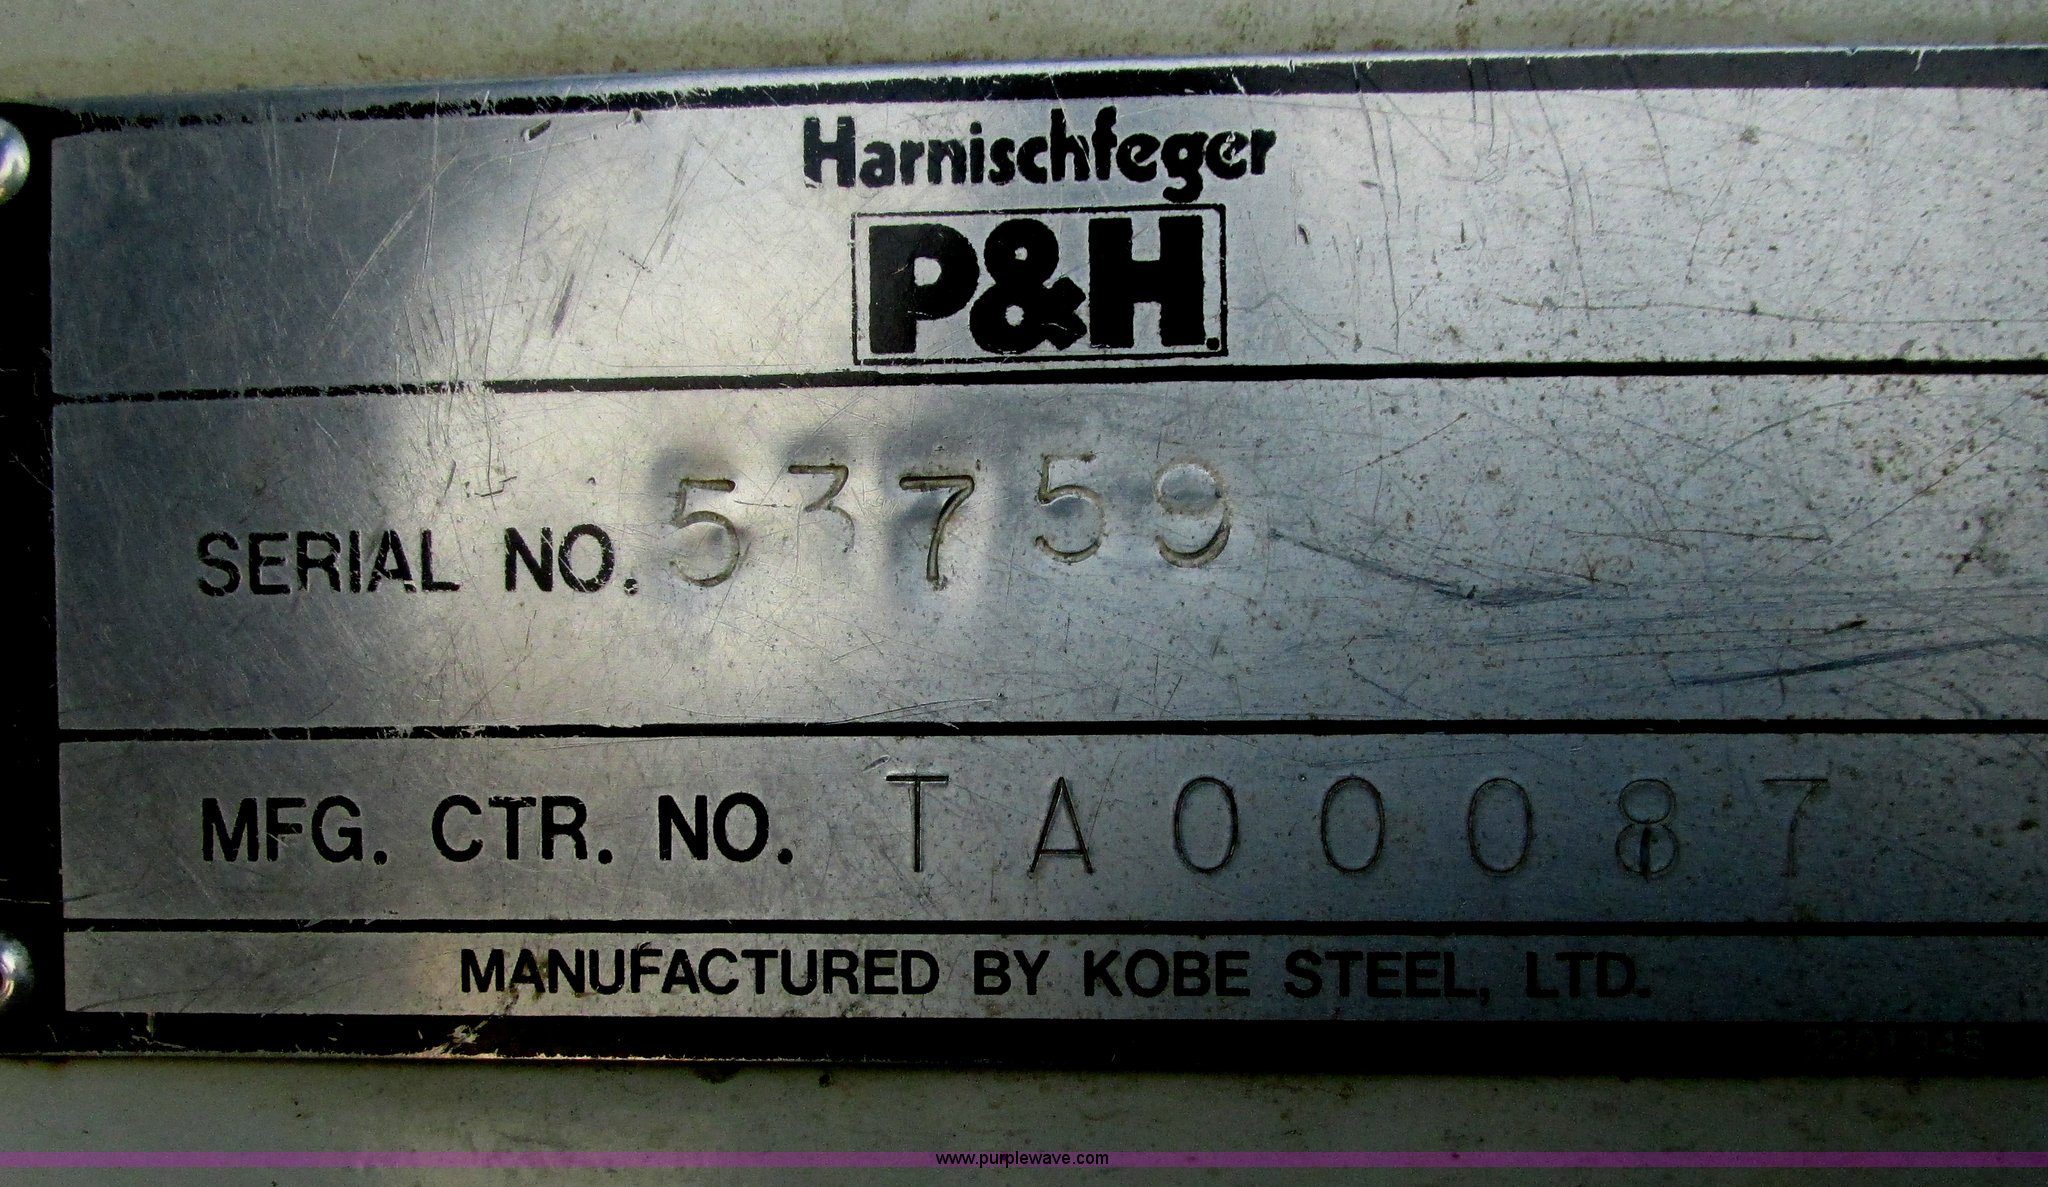 Harnischfeger
P&H.
SERIAL NO. 53759
MFG. CTR. NO. TA00087
MANUFACTURED BY KOBE STEEL, LTD.
www.purplewave.com